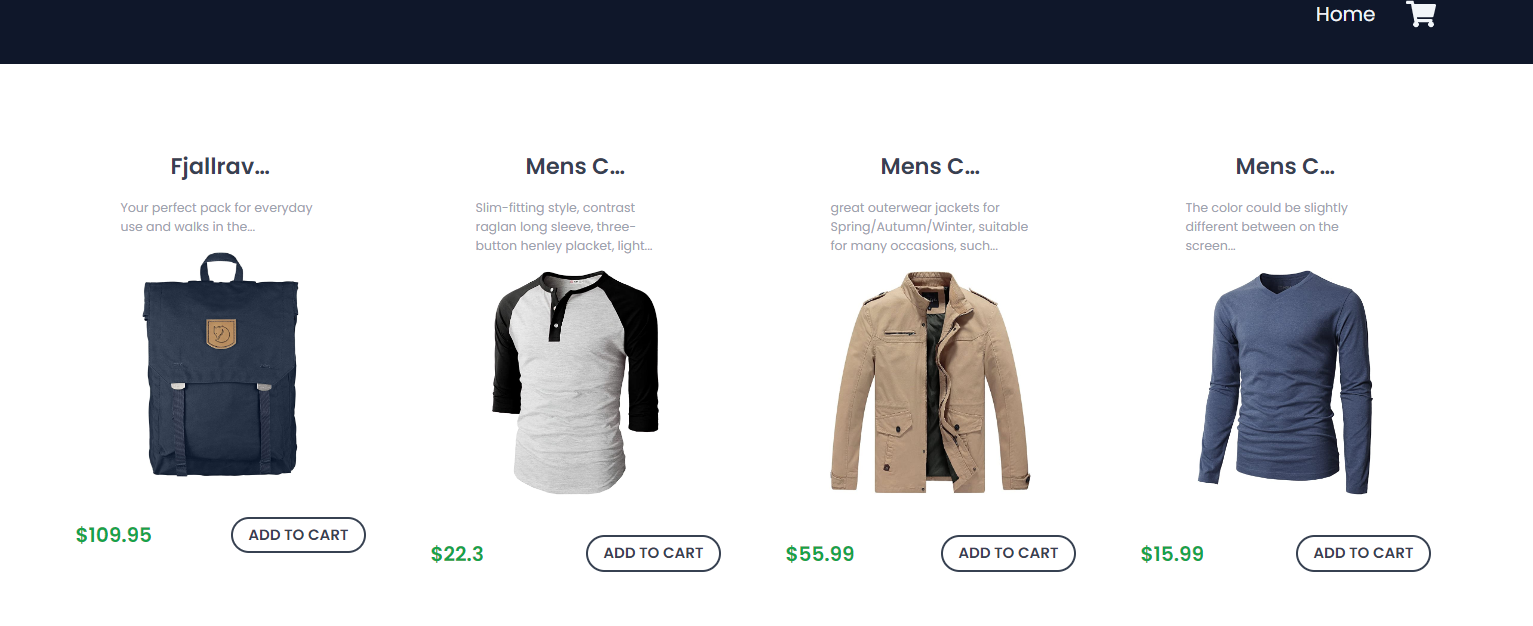 Home
Fjallrav...
Your perfect pack for everyday
use and walks in the...
$109.95
ADD TO CART
Mens C...
Slim-fitting style, contrast
raglan long sleeve, three-
button henley placket, light...
$22.3
ADD TO CART
Mens C...
great outerwear jackets for
Spring/Autumn/Winter, suitable
for many occasions, such...
$55.99
ADD TO CART
Mens C...
The color could be slightly
different between on the
screen...
$15.99
ADD TO CART